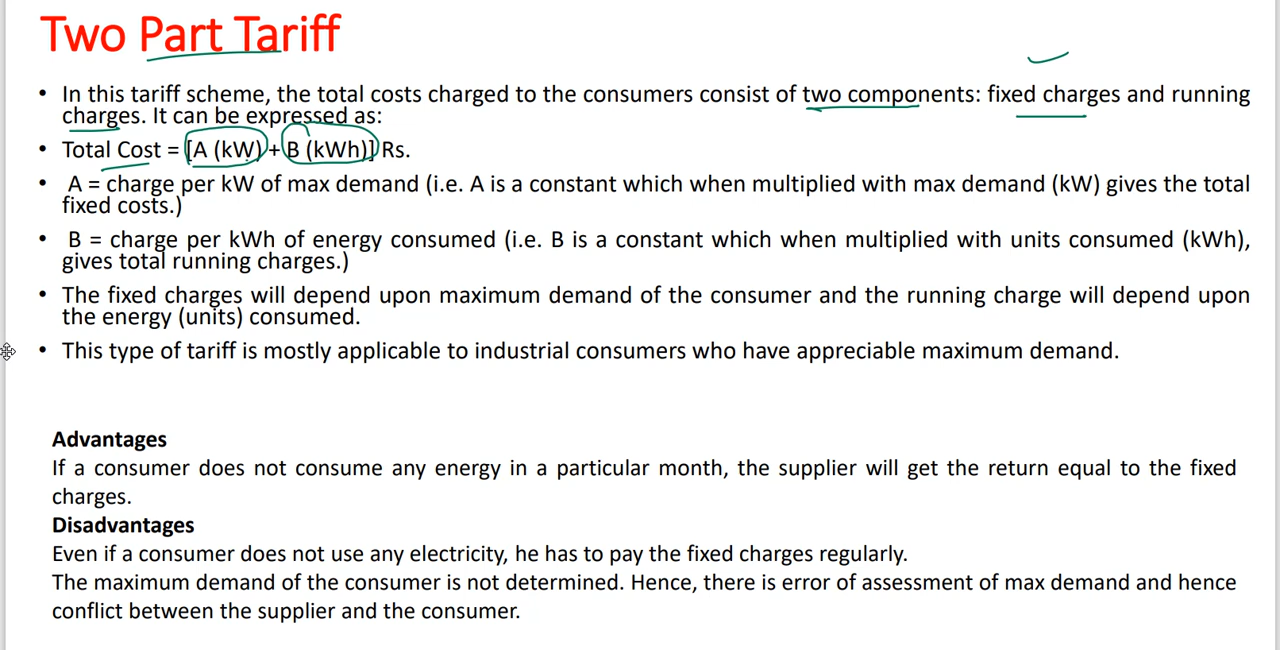 Two Part Tariff
• In this tariff scheme, the total costs charged to the consumers consist of two components: fixed charges and running
charges. It can be expressed as:
• Total Cost = [A (kW) + B (kWh)] Rs.
• A = charge per kW of max demand (i.e. A is a constant which when multiplied with max demand (kW) gives the total
fixed costs.)
• B = charge per kWh of energy consumed (i.e. B is a constant which when multiplied with units consumed (kWh),
gives total running charges.)
• The fixed charges will depend upon maximum demand of the consumer and the running charge will depend upon
the energy (units) consumed.
• This type of tariff is mostly applicable to industrial consumers who have appreciable maximum demand.
Advantages
If a consumer does not consume any energy in a particular month, the supplier will get the return equal to the fixed
charges.
Disadvantages
Even if a consumer does not use any electricity, he has to pay the fixed charges regularly.
The maximum demand of the consumer is not determined. Hence, there is error of assessment of max demand and hence
conflict between the supplier and the consumer.